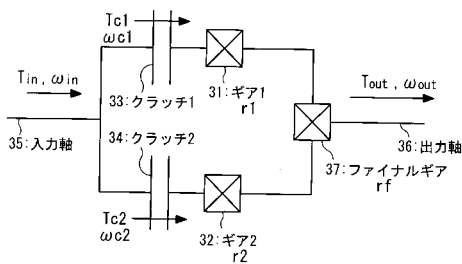 Tc1
ωc1
Tin , ωin
Tout , ωout
33:クラッチ1
31:ギア1
r1
34:クラッチ2
35:入力軸
36:出力軸
37:ファイナルギア
rf
Tc2
ωc2
32:ギア2
r2